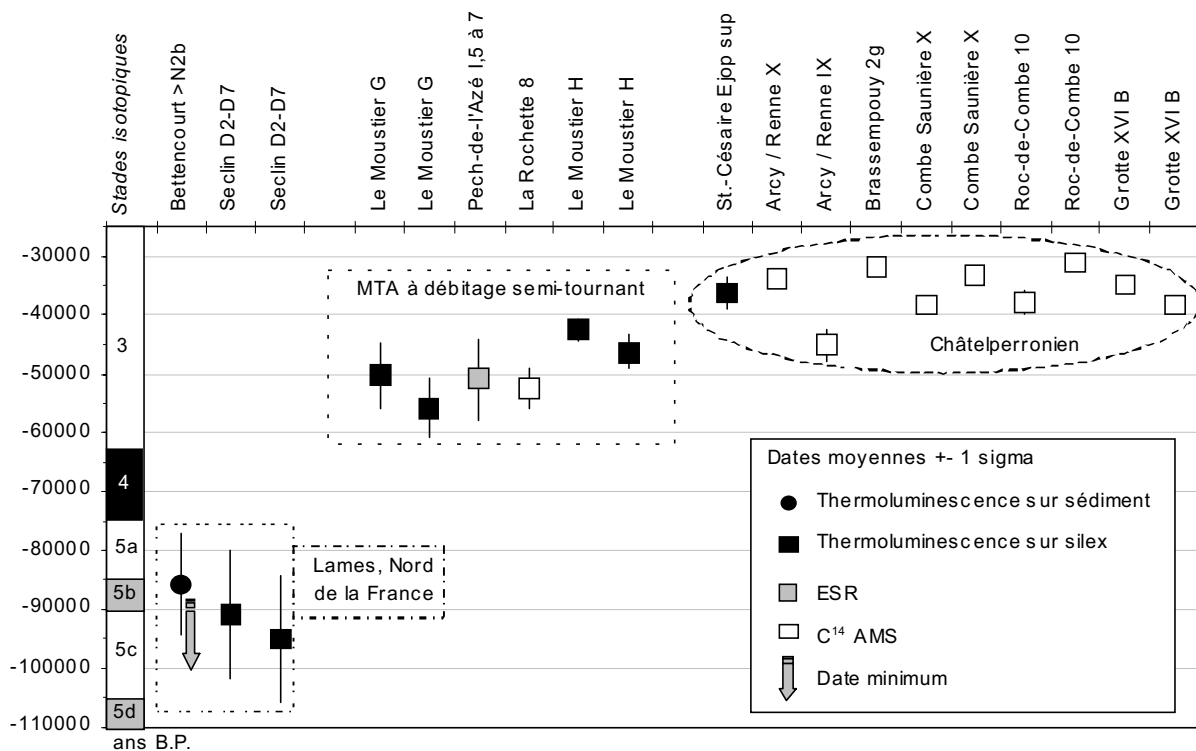 Stades isotopiques
Bettencourt > N2b
Seclin D2-D7
Seclin D2-D7
Le Moustier G
Le Moustier G
Pech-de-l'Azé I,5 à 7
La Rochette 8
Le Moustier H
Le Moustier H
St.-Césaire Ejop sup
Arcy / Renne X
Arcy / Renne IX
Brassempouy 2g
Combe Saunière X
Combe Saunière X
Roc-de-Combe 10
Roc-de-Combe 10
Grotte XVI B
Grotte XVI B
-30000
-40000
-50000
-60000
-70000
-80000
-90000
-100000
-110000
ans B.P.
3
4
5a
5b
5c
5d
MTA à débitage semi-tournant
Châtelperronien
Lames, Nord
de la France
Dates moyennes +- 1 sigma
Thermoluminescence sur sédiment
Thermoluminescence sur silex
ESR
C¹⁴ AMS
Date minimum